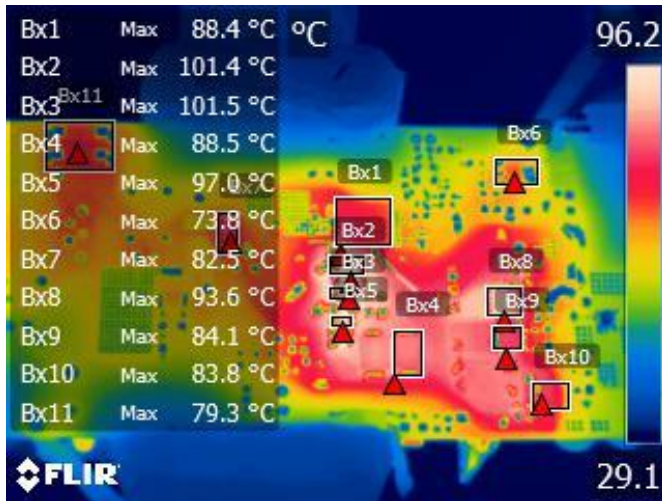 Bx1 Max 88.4 °C °C 96.2
Bx2 Max 101.4 °C
Bx3 Max 101.5 °C
Bx11
Bx4 Max 88.5 °C
Bx5 Max 97.0 °C
Bx6 Max 73.8 °C
Bx7 Max 82.5 °C
Bx8 Max 93.6 °C
Bx9 Max 84.1 °C
Bx10 Max 83.8 °C
Bx11 Max 79.3 °C
Bx6
Bx1
Bx7
Bx2
Bx3
Bx8
Bx5
Bx4
Bx9
Bx10
FLIR 29.1